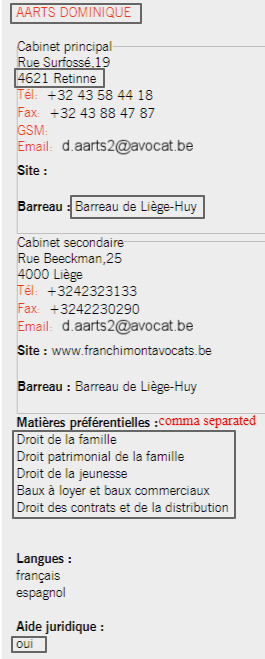 AARTS DOMINIQUE
Cabinet principal
Rue Surfossé,19
4621 Retinne
Tél: +32 43 58 44 18
Fax: +32 43 88 47 87
GSM:
Email: d.aarts2@avocat.be
Site :
Barreau : Barreau de Liège-Huy
Cabinet secondaire
Rue Beeckman,25
4000 Liège
Tél: +3242323133
Fax: +3242230290
Email: d.aarts2@avocat.be
Site : www.franchimontavocats.be
Barreau : Barreau de Liège-Huy
Matières préférentielles :comma separated
Droit de la famille
Droit patrimonial de la famille
Droit de la jeunesse
Baux à loyer et baux commerciaux
Droit des contrats et de la distribution
Langues :
français
espagnol
Aide juridique :
oui